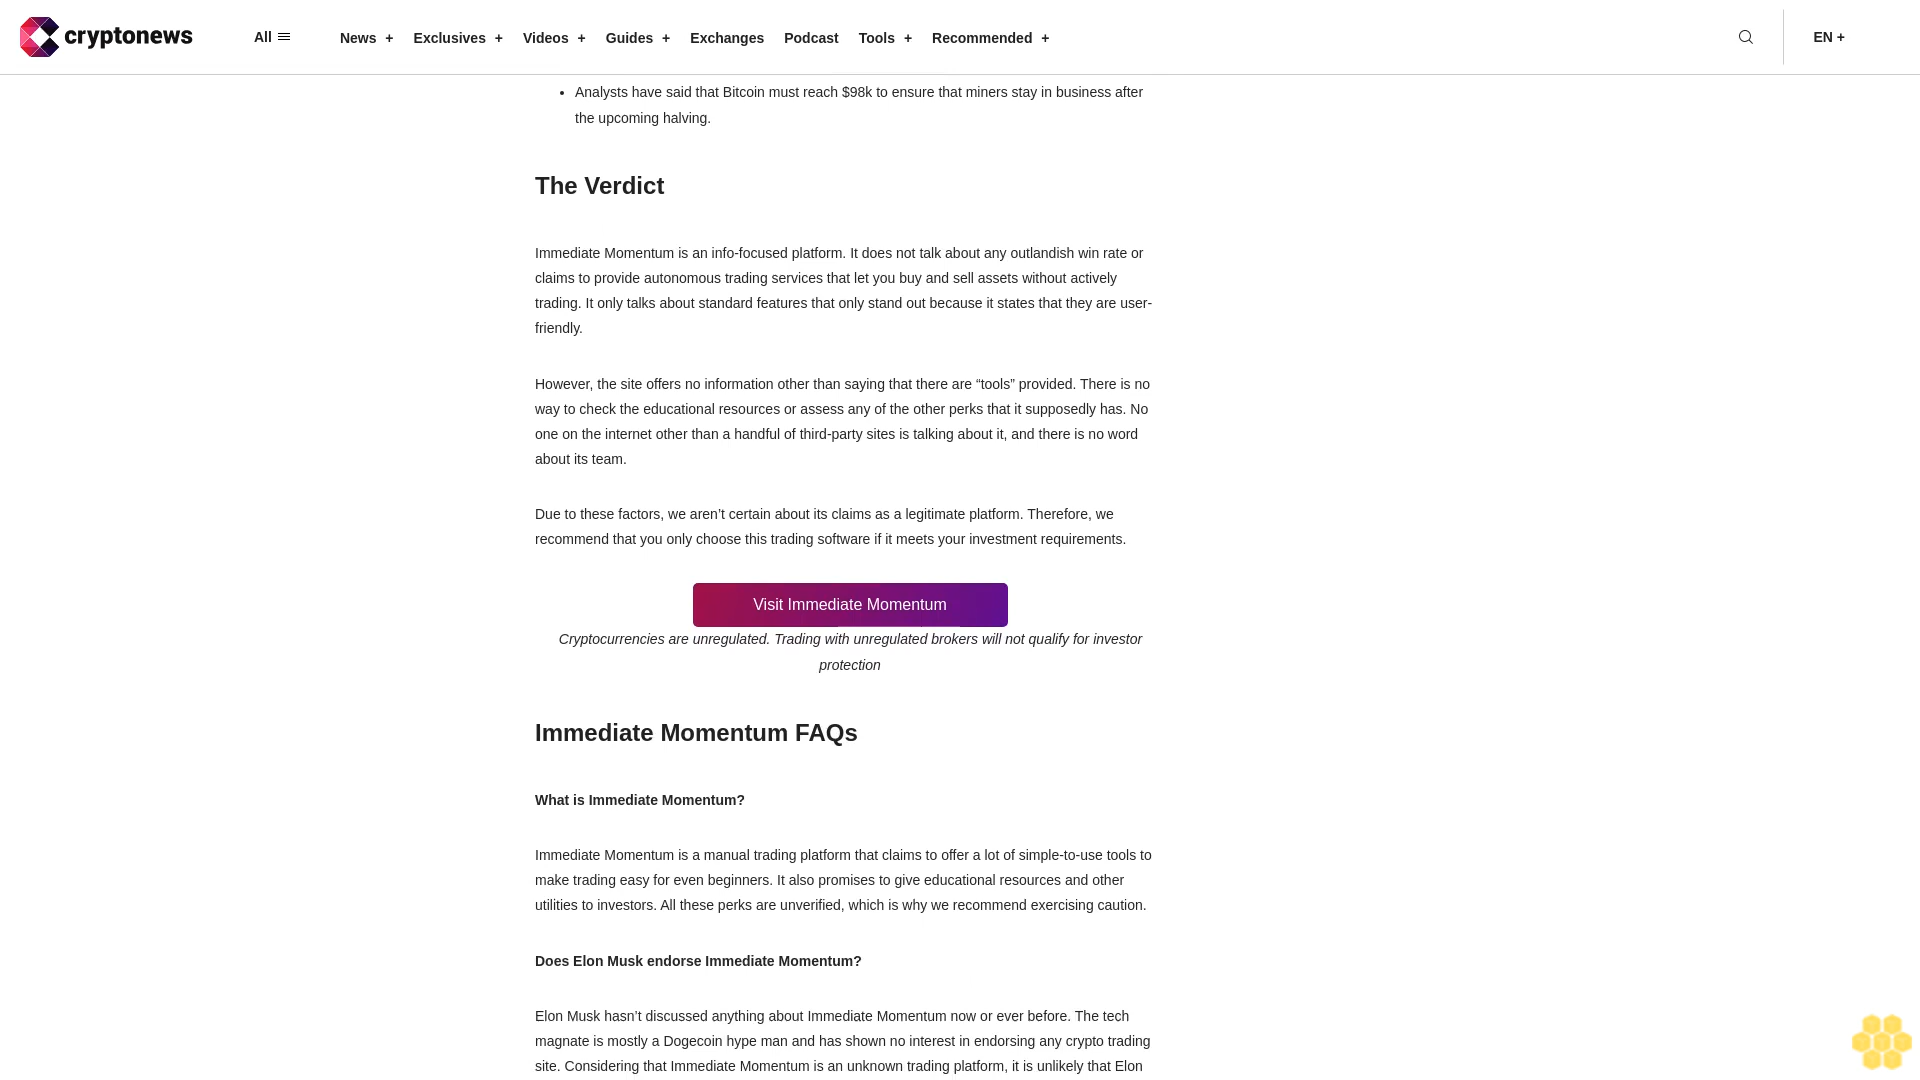 cryptonews
All
News +
Exclusives +
Videos +
Guides +
Exchanges
Podcast
Tools +
Recommended +
EN +
• Analysts have said that Bitcoin must reach $98k to ensure that miners stay in business after
the upcoming halving.
The Verdict
Immediate Momentum is an info-focused platform. It does not talk about any outlandish win rate or
claims to provide autonomous trading services that let you buy and sell assets without actively
trading. It only talks about standard features that only stand out because it states that they are user-
friendly.
However, the site offers no information other than saying that there are “tools” provided. There is no
way to check the educational resources or assess any of the other perks that it supposedly has. No
one on the internet other than a handful of third-party sites is talking about it, and there is no word
about its team.
Due to these factors, we aren’t certain about its claims as a legitimate platform. Therefore, we
recommend that you only choose this trading software if it meets your investment requirements.
Visit Immediate Momentum
Cryptocurrencies are unregulated. Trading with unregulated brokers will not qualify for investor
protection
Immediate Momentum FAQs
What is Immediate Momentum?
Immediate Momentum is a manual trading platform that claims to offer a lot of simple-to-use tools to
make trading easy for even beginners. It also promises to give educational resources and other
utilities to investors. All these perks are unverified, which is why we recommend exercising caution.
Does Elon Musk endorse Immediate Momentum?
Elon Musk hasn’t discussed anything about Immediate Momentum now or ever before. The tech
magnate is mostly a Dogecoin hype man and has shown no interest in endorsing any crypto trading
site. Considering that Immediate Momentum is an unknown trading platform, it is unlikely that Elon